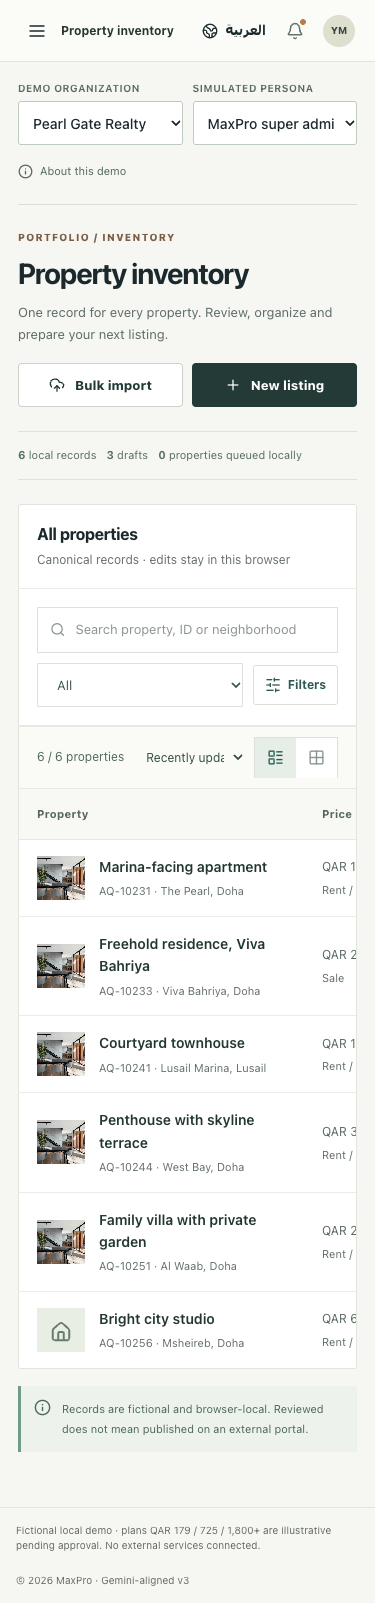 Property inventory العربية YM
DEMO ORGANIZATION SIMULATED PERSONA
Pearl Gate Realty MaxPro super admi
About this demo
PORTFOLIO / INVENTORY
Property inventory
One record for every property. Review, organize and
prepare your next listing.
Bulk import New listing
6 local records 3 drafts 0 properties queued locally
All properties
Canonical records · edits stay in this browser
Search property, ID or neighborhood
All Filters
6 / 6 properties Recently upda
Property Price
Marina-facing apartment QAR 1
AQ-10231 · The Pearl, Doha Rent /
Freehold residence, Viva
Bahriya QAR 2
AQ-10233 · Viva Bahriya, Doha Sale
Courtyard townhouse QAR 1
AQ-10241 · Lusail Marina, Lusail Rent /
Penthouse with skyline
terrace QAR 3
AQ-10244 · West Bay, Doha Rent /
Family villa with private
garden QAR 2
AQ-10251 · Al Waab, Doha Rent /
Bright city studio QAR 6
AQ-10256 · Msheireb, Doha Rent /
Records are fictional and browser-local. Reviewed
does not mean published on an external portal.
Fictional local demo · plans QAR 179 / 725 / 1,800+ are illustrative
pending approval. No external services connected.
© 2026 MaxPro · Gemini-aligned v3